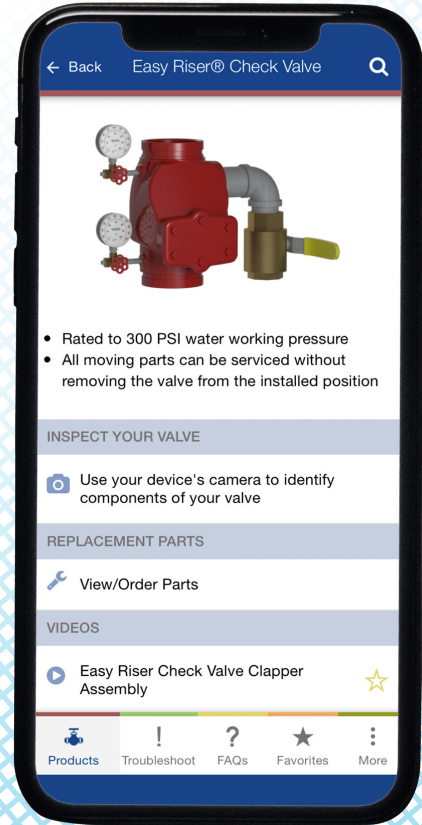 ← Back Easy Riser® Check Valve
• Rated to 300 PSI water working pressure
• All moving parts can be serviced without
removing the valve from the installed position
INSPECT YOUR VALVE
Use your device's camera to identify
components of your valve
REPLACEMENT PARTS
View/Order Parts
VIDEOS
Easy Riser Check Valve Clapper
Assembly
Products Troubleshoot FAQs Favorites More